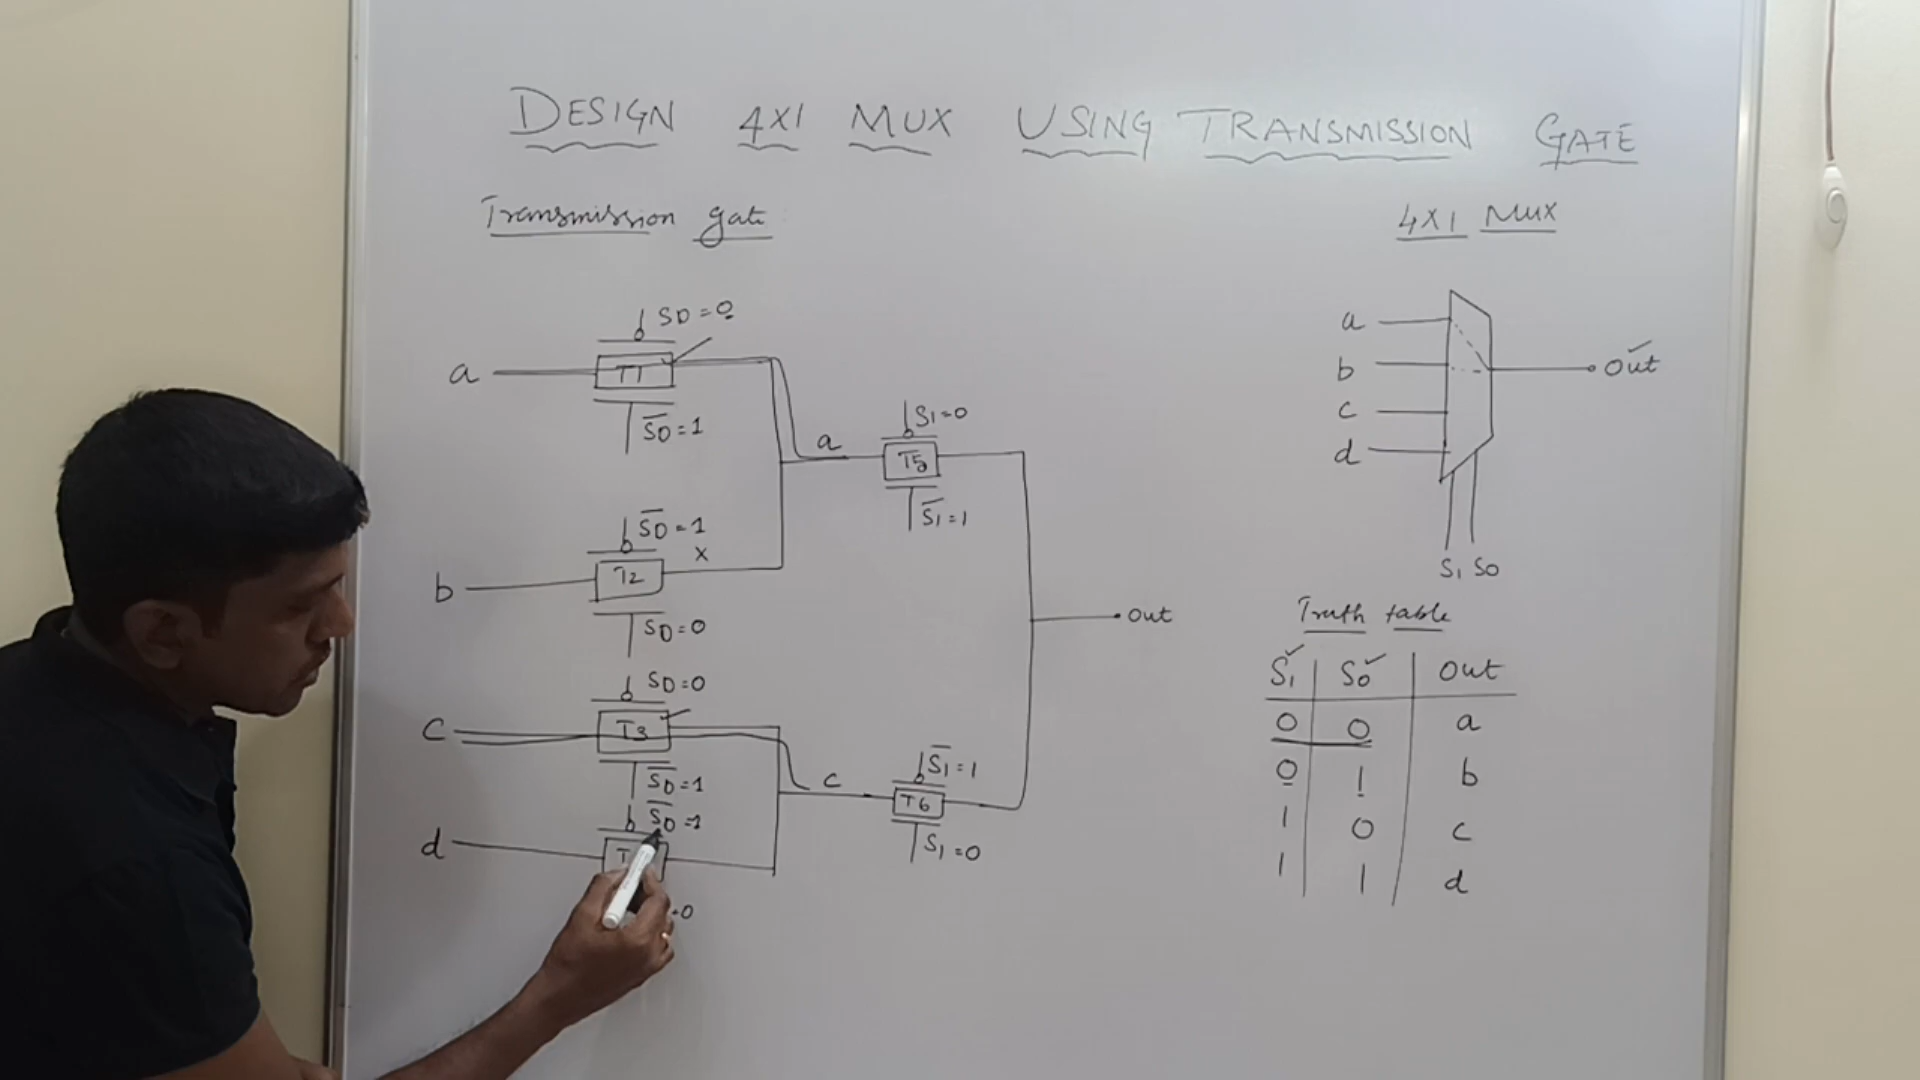 DESIGN 4X1 MUX USING TRANSMISSION GATE
Transmission gate
4X1 MUX
S0 = 0
a
T1
S̅0 = 1
a
S1=0
T5
S̅1=1
S̅0 = 1
x
b
T2
S0=0
S0=0
c
T3
S̅0=1
c
S̅1=1
T6
S1=0
S̅0=1
d
T
=0
Out
a
b
c
d
Out
S1 S0
Truth table
S1 S0 Out
0 0 a
0 1 b
1 0 c
1 1 d